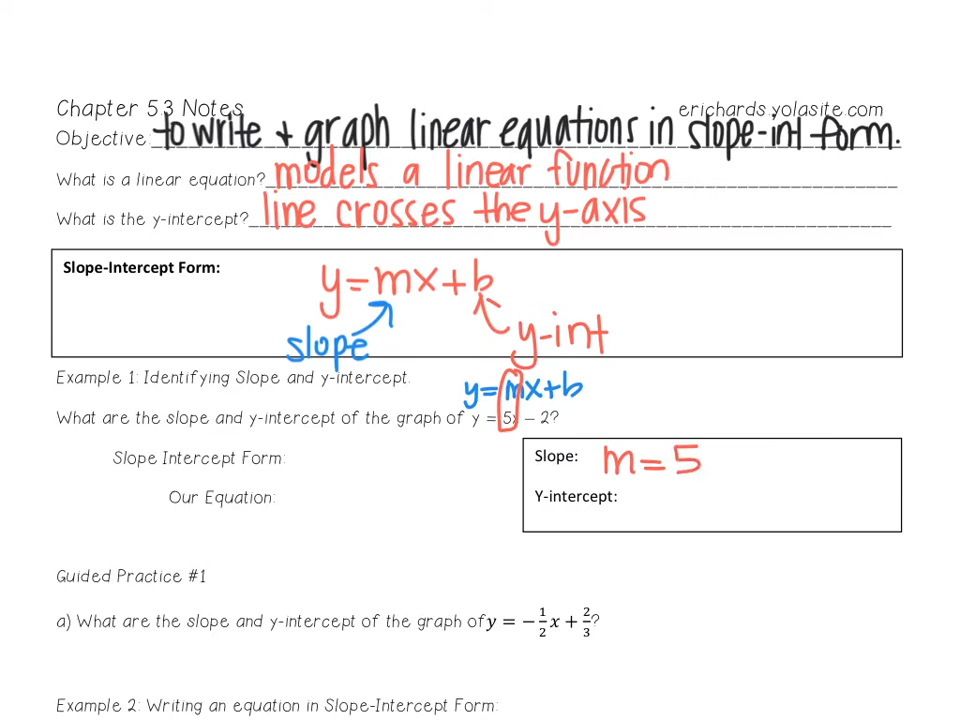 Chapter 5.3 Notes erichards.yolasite.com
Objective: to write + graph linear equations in slope-int form.
What is a linear equation? models a linear function
What is the y-intercept? line crosses the y-axis
Slope-Intercept Form: y=mx+b
slope y-int
Example 1: Identifying Slope and y-intercept.
y=mx+b
What are the slope and y-intercept of the graph of y = 5x – 2?
Slope Intercept Form: Slope: m=5
Our Equation: Y-intercept:
Guided Practice #1
a) What are the slope and y-intercept of the graph of y = −1/2 x + 2/3?
Example 2: Writing an equation in Slope-Intercept Form: